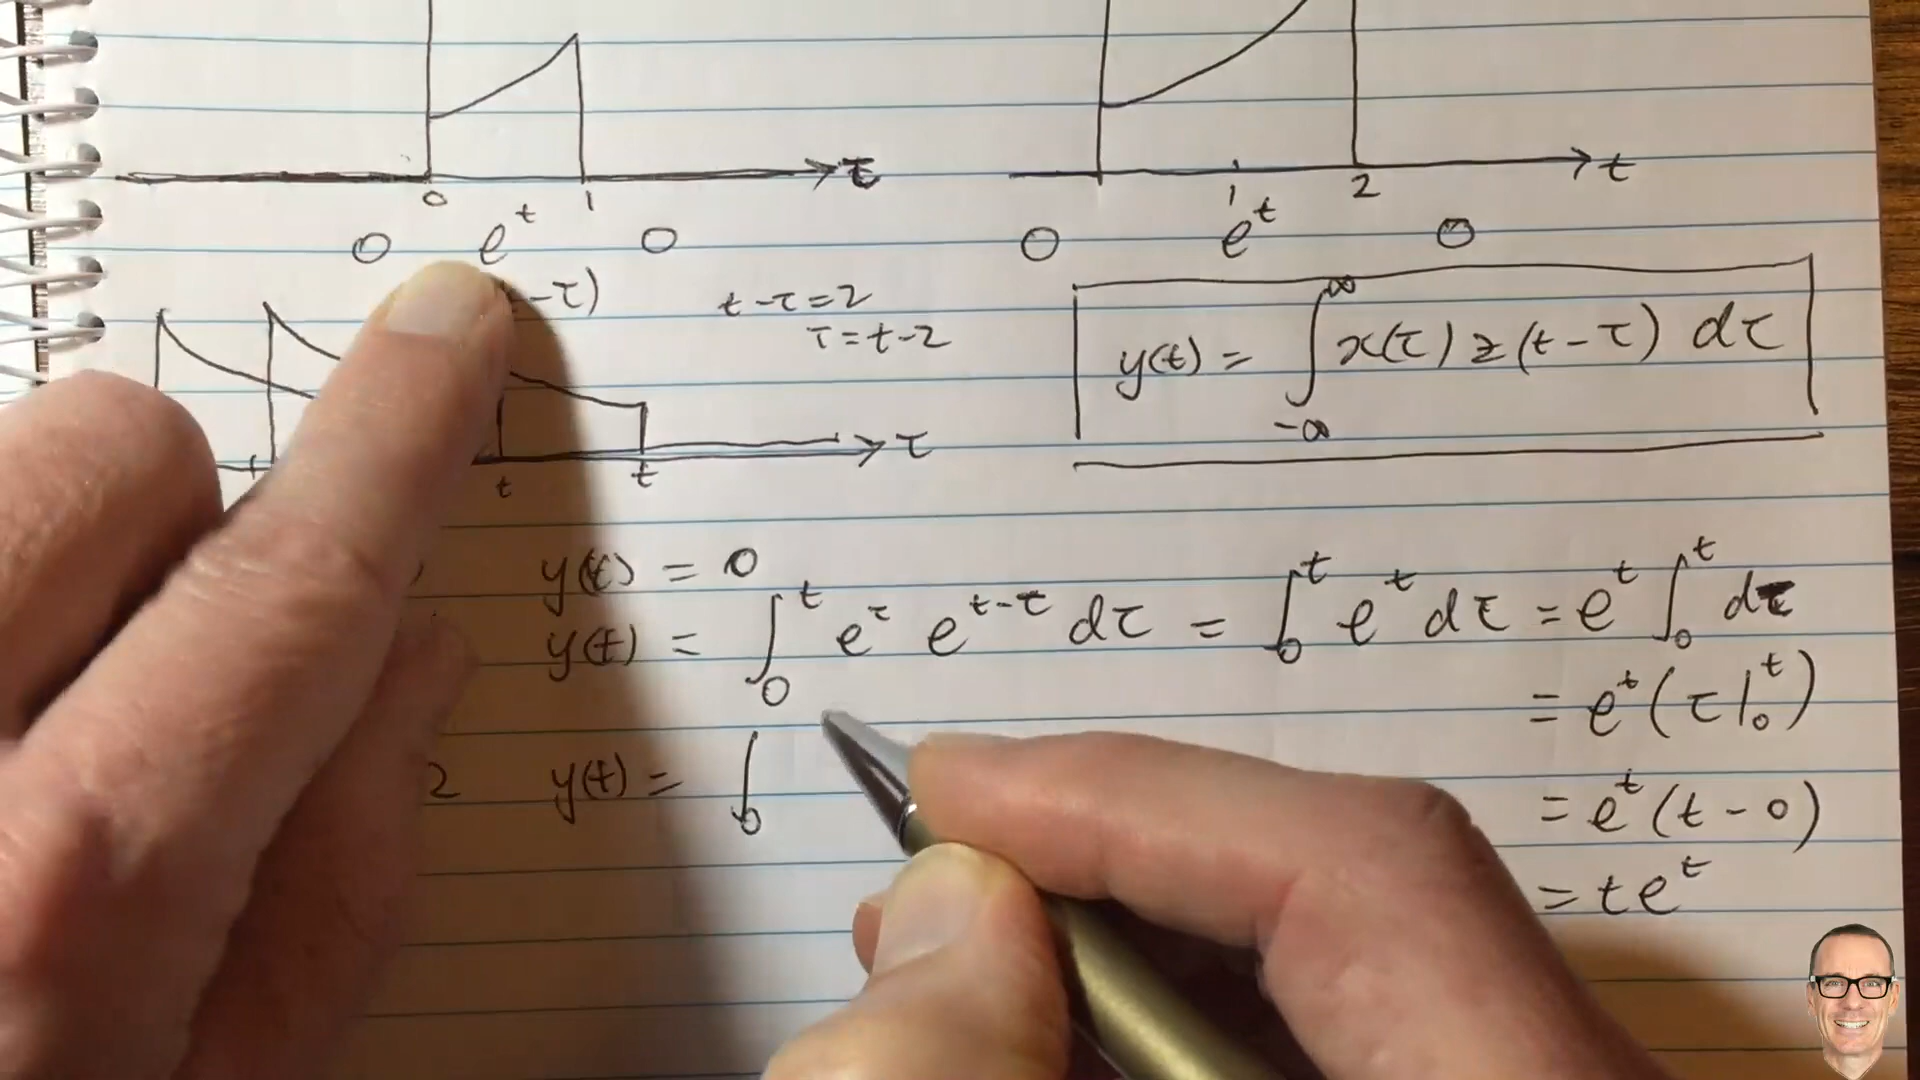 τ
t
0 1
1 2
0 e^t 0
0 e^t 0
-τ)
t-τ=2
τ=t-2
y(t) = ∫_{-∞}^{∞} x(τ) z(t-τ) dτ
τ
t t
y(t) = 0
y(t) = ∫_0^t e^τ e^{t-τ} dτ = ∫_0^t e^t dτ = e^t ∫_0^t dτ
= e^t (τ|_0^t)
2 y(t) = ∫_0
= e^t (t - 0)
= t e^t